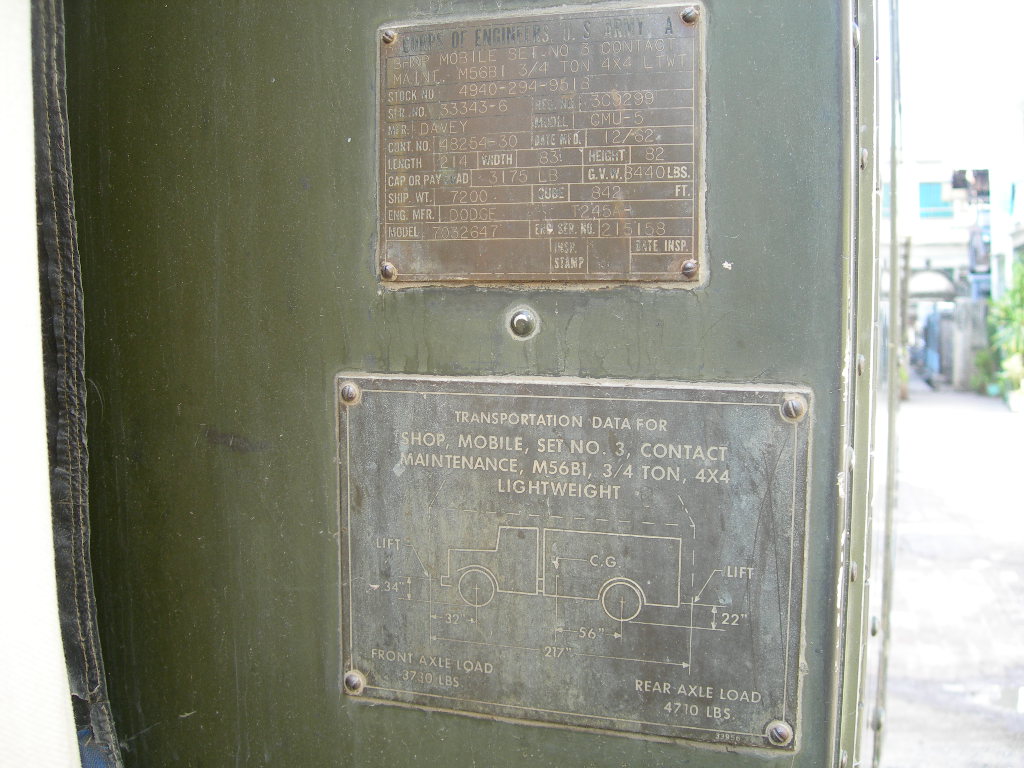 CORPS OF ENGINEERS, U. S. ARMY A
SHOP MOBILE SET NO 3 CONTACT
MAINT. M56B1 3/4 TON 4X4 LTWT
STOCK NO. 4940-294-9518
SER. NO. 33343-6 REG. NO.
MFR. DAVEY MODEL CMU-5
CONT. NO. 48264-30 DATE MFD. 12/62
LENGTH 214 WIDTH 83 HEIGHT 82
CAP OR PAYLOAD 3175 LB G.V.W. 8440 LBS.
SHIP. WT. 7200 CUBE 842 FT.
ENG. MFR. DODGE T245A
MODEL 7032647 ENG SER. NO. 215158
INSP. STAMP DATE INSP.
TRANSPORTATION DATA FOR
SHOP, MOBILE, SET NO. 3, CONTACT
MAINTENANCE, M56B1, 3/4 TON, 4X4
LIGHTWEIGHT
LIFT
C.G.
LIFT
34"
32"
22"
56"
217"
FRONT AXLE LOAD
3730 LBS.
REAR AXLE LOAD
4710 LBS.
33956